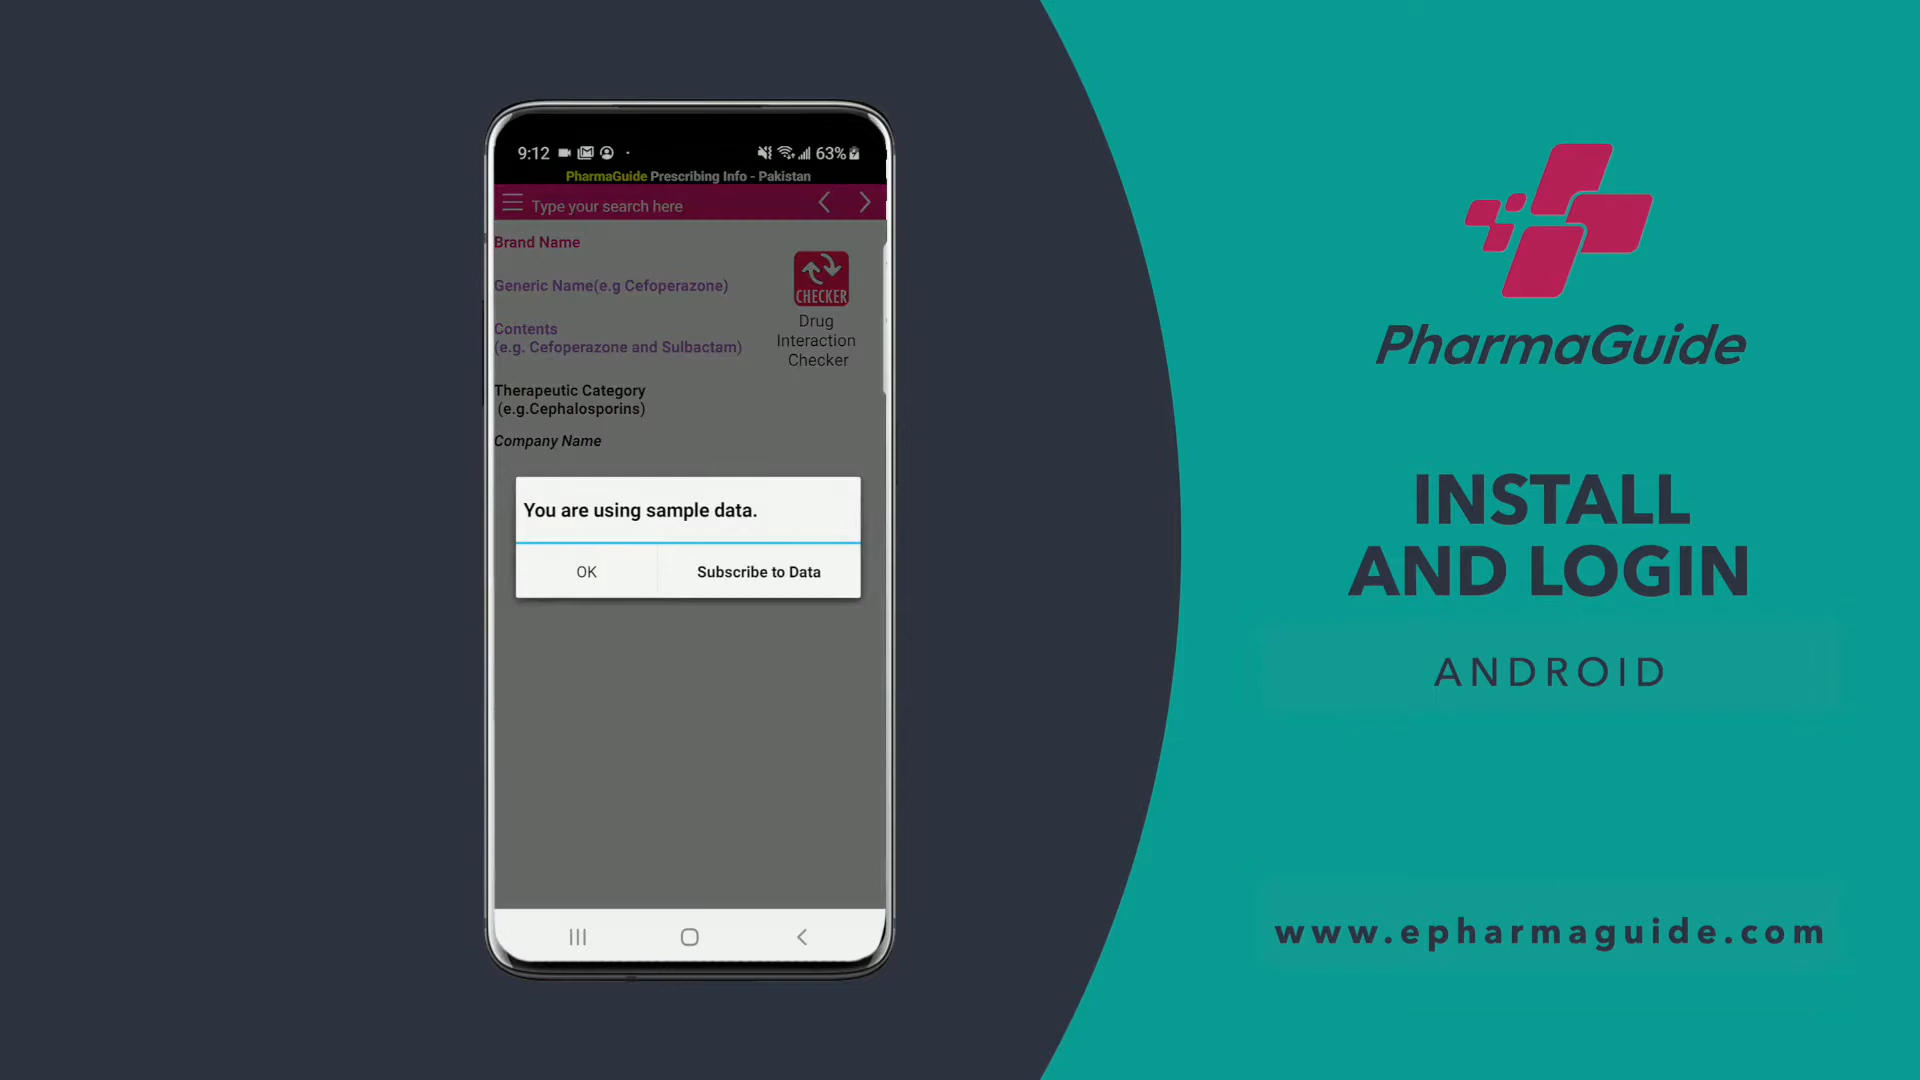 9:12
63%
PharmaGuide Prescribing Info - Pakistan
Type your search here
Brand Name
Generic Name(e.g Cefoperazone)
Contents
(e.g. Cefoperazone and Sulbactam)
CHECKER
Drug
Interaction
Checker
Therapeutic Category
(e.g.Cephalosporins)
Company Name
You are using sample data.
OK
Subscribe to Data
PharmaGuide
INSTALL
AND LOGIN
ANDROID
www.epharmaguide.com